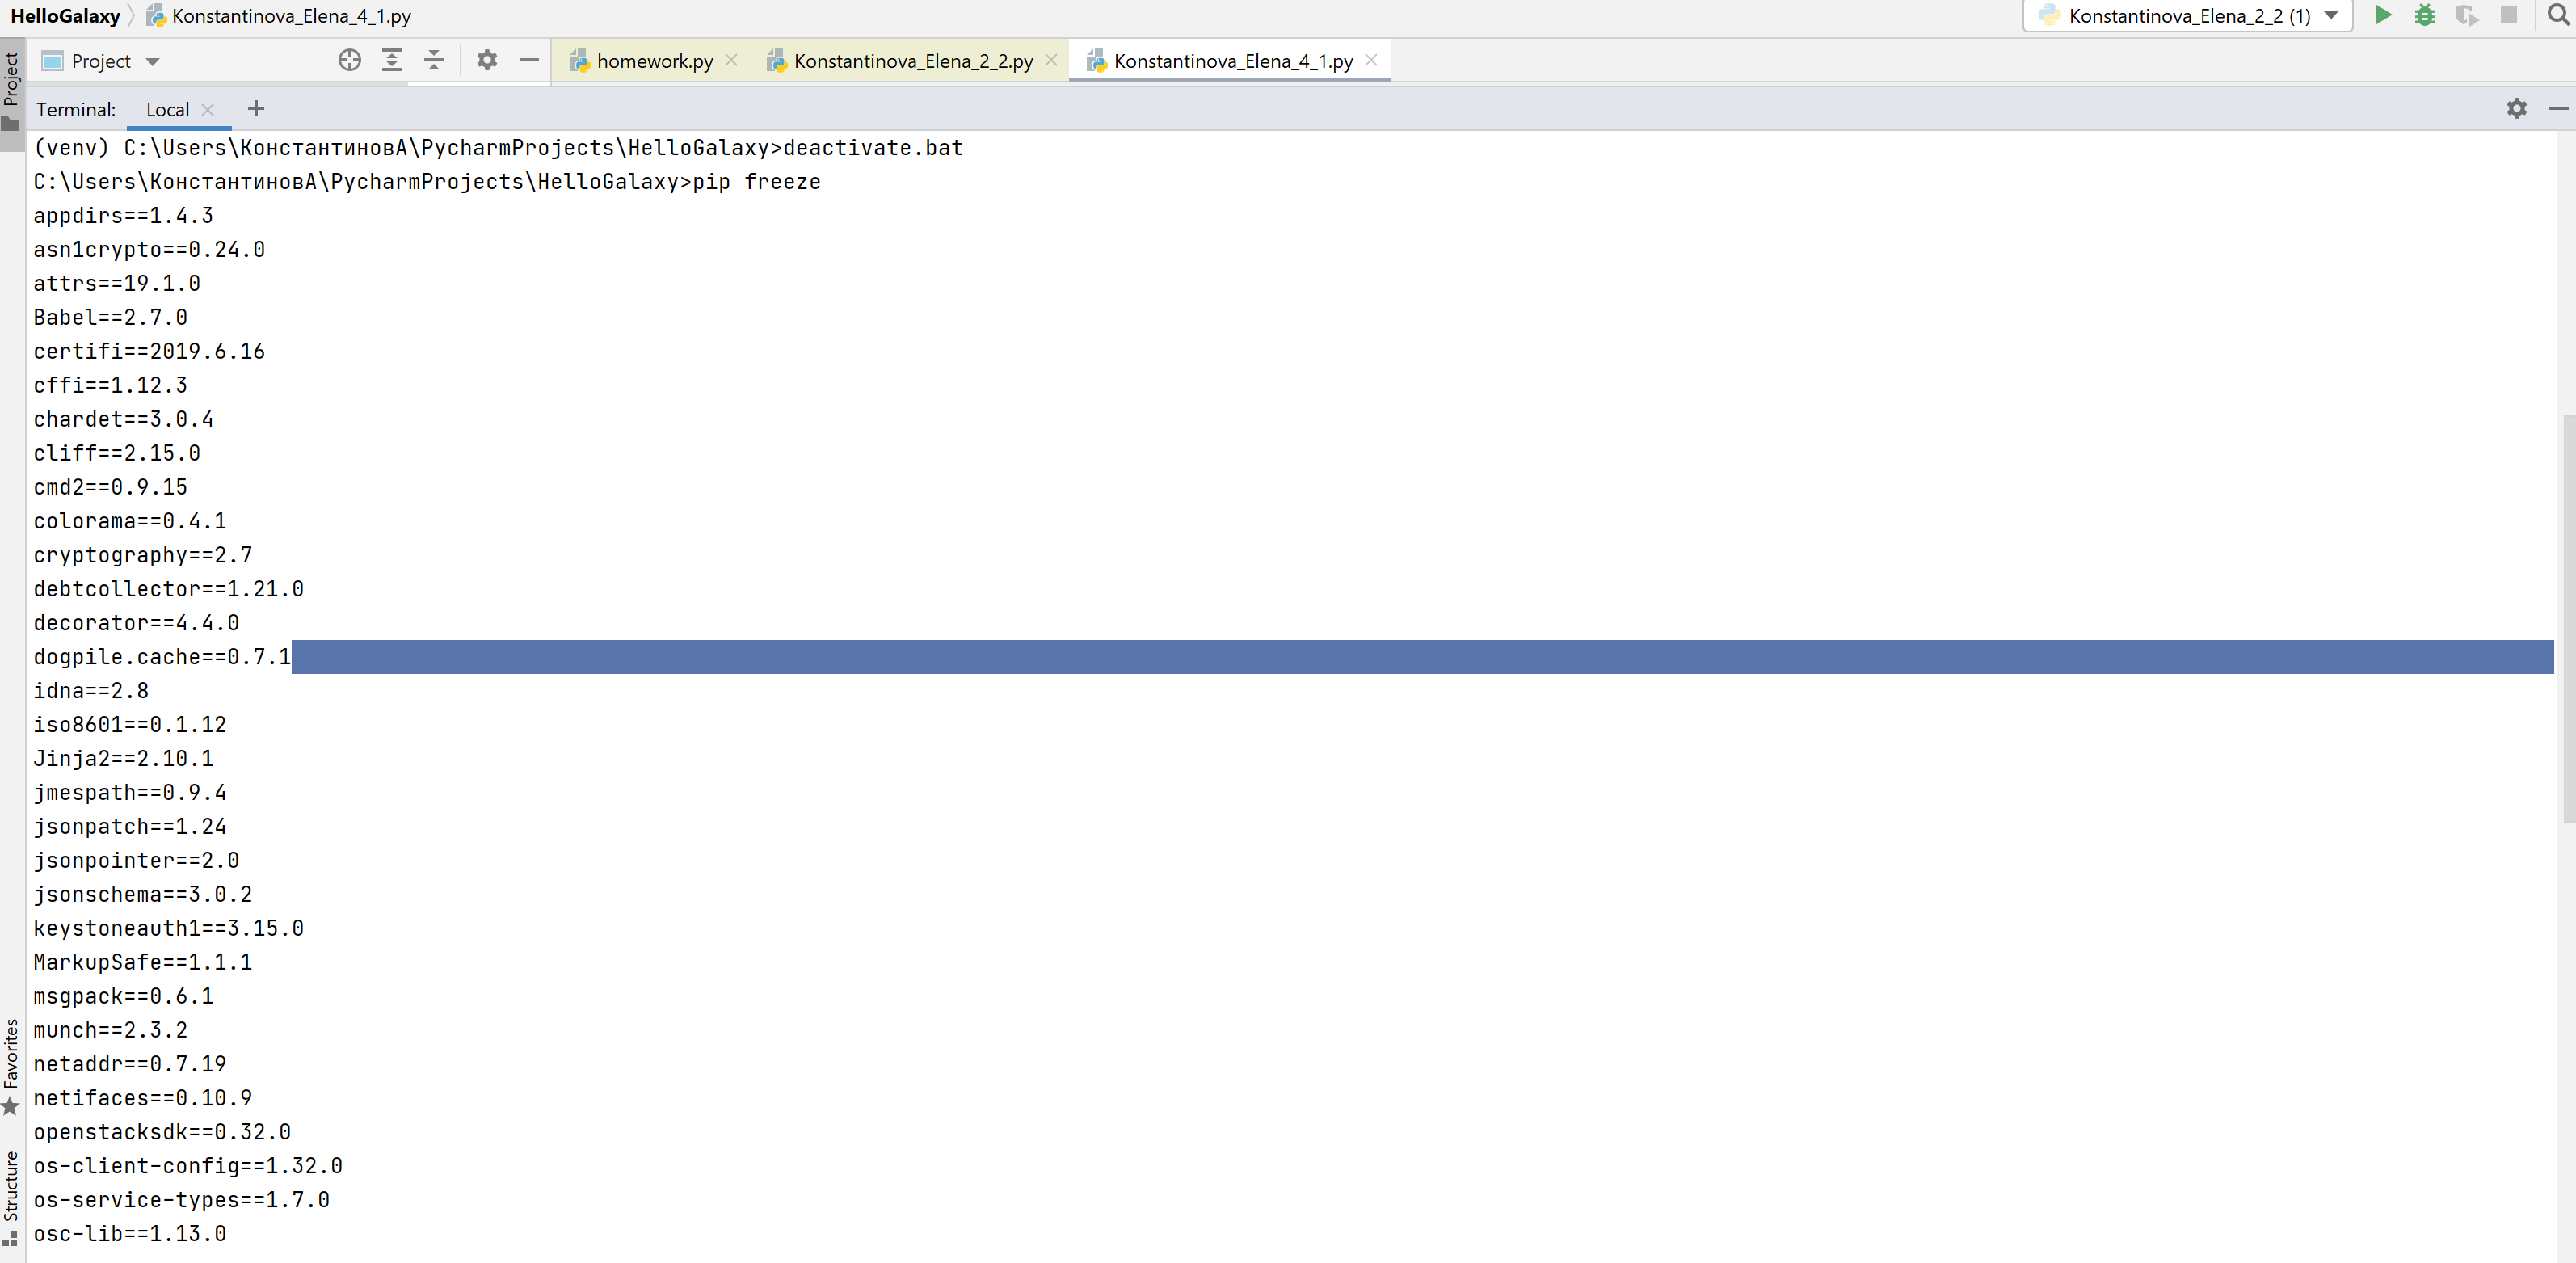 HelloGalaxy Konstantinova_Elena_4_1.py Konstantinova_Elena_2_2 (1)
Project homework.py Konstantinova_Elena_2_2.py Konstantinova_Elena_4_1.py
Project
Terminal: Local
(venv) C:\Users\КонстантиновА\PycharmProjects\HelloGalaxy>deactivate.bat
C:\Users\КонстантиновА\PycharmProjects\HelloGalaxy>pip freeze
appdirs==1.4.3
asn1crypto==0.24.0
attrs==19.1.0
Babel==2.7.0
certifi==2019.6.16
cffi==1.12.3
chardet==3.0.4
cliff==2.15.0
cmd2==0.9.15
colorama==0.4.1
cryptography==2.7
debtcollector==1.21.0
decorator==4.4.0
dogpile.cache==0.7.1
idna==2.8
iso8601==0.1.12
Jinja2==2.10.1
jmespath==0.9.4
jsonpatch==1.24
jsonpointer==2.0
jsonschema==3.0.2
keystoneauth1==3.15.0
MarkupSafe==1.1.1
msgpack==0.6.1
munch==2.3.2
netaddr==0.7.19
netifaces==0.10.9
openstacksdk==0.32.0
os-client-config==1.32.0
os-service-types==1.7.0
osc-lib==1.13.0
Favorites
Structure